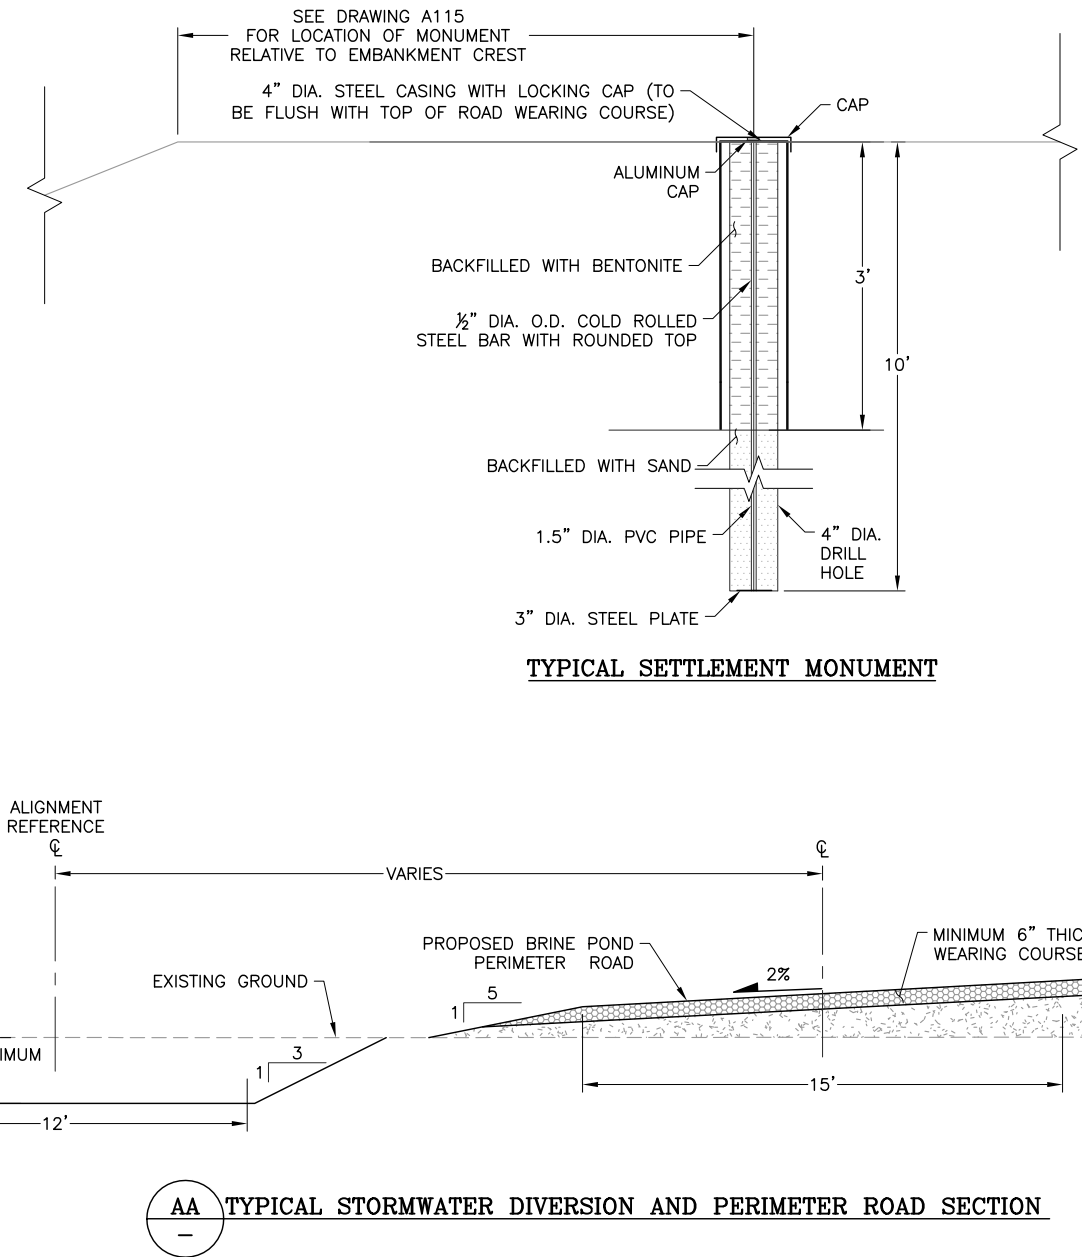 SEE DRAWING A115
FOR LOCATION OF MONUMENT
RELATIVE TO EMBANKMENT CREST
4" DIA. STEEL CASING WITH LOCKING CAP (TO
BE FLUSH WITH TOP OF ROAD WEARING COURSE)
CAP
ALUMINUM
CAP
BACKFILLED WITH BENTONITE
3'
½" DIA. O.D. COLD ROLLED
STEEL BAR WITH ROUNDED TOP
10'
BACKFILLED WITH SAND
1.5" DIA. PVC PIPE
4" DIA.
DRILL
HOLE
3" DIA. STEEL PLATE
TYPICAL SETTLEMENT MONUMENT
ALIGNMENT
REFERENCE
℄
℄
VARIES
PROPOSED BRINE POND
PERIMETER ROAD
MINIMUM 6" THIC
WEARING COURSE
2%
EXISTING GROUND
5
1
IMUM
3
1
15'
12'
AA
–
TYPICAL STORMWATER DIVERSION AND PERIMETER ROAD SECTION